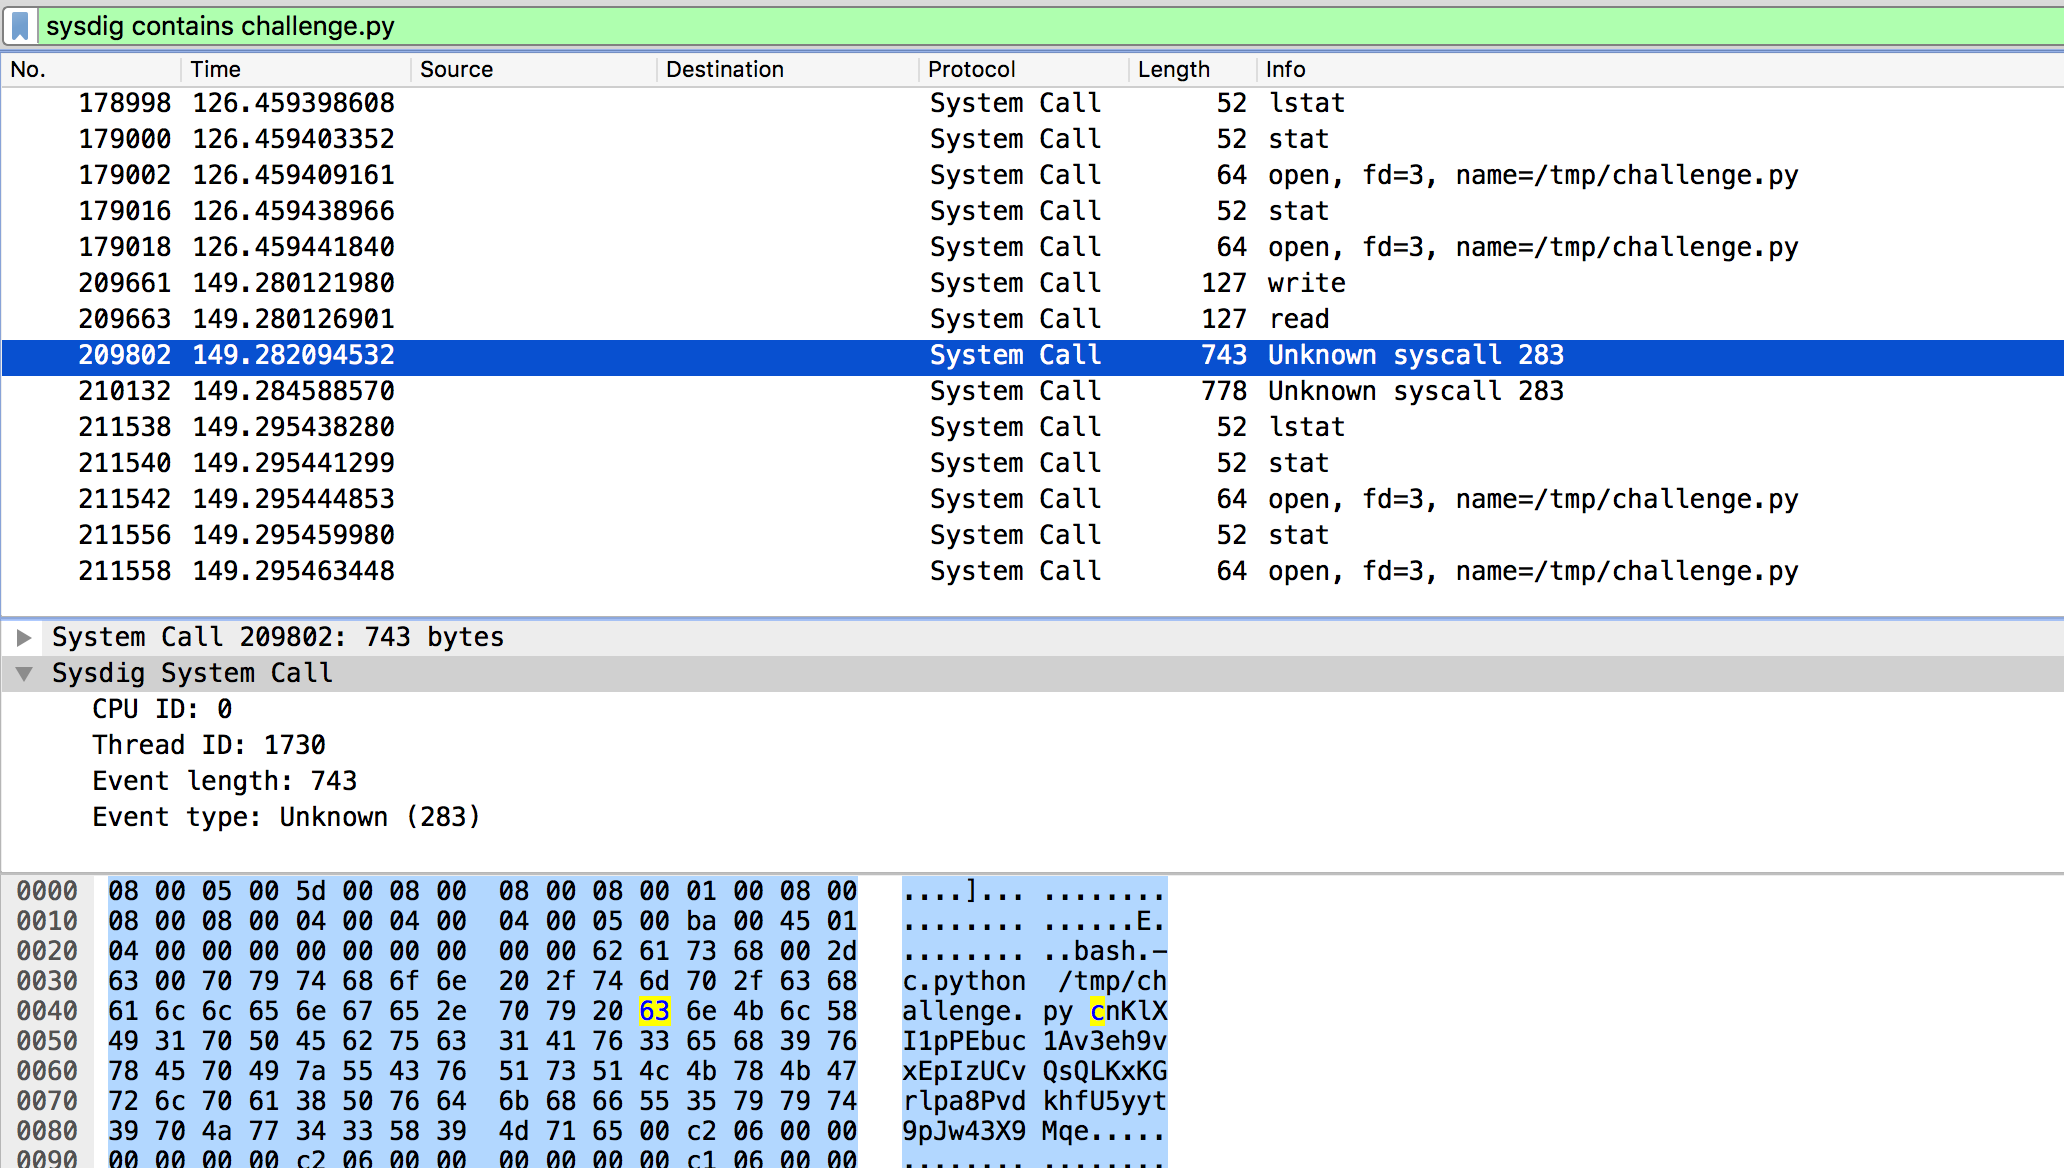 sysdig contains challenge.py
No. Time Source Destination Protocol Length Info
178998 126.459398608 System Call 52 lstat
179000 126.459403352 System Call 52 stat
179002 126.459409161 System Call 64 open, fd=3, name=/tmp/challenge.py
179016 126.459438966 System Call 52 stat
179018 126.459441840 System Call 64 open, fd=3, name=/tmp/challenge.py
209661 149.280121980 System Call 127 write
209663 149.280126901 System Call 127 read
209802 149.282094532 System Call 743 Unknown syscall 283
210132 149.284588570 System Call 778 Unknown syscall 283
211538 149.295438280 System Call 52 lstat
211540 149.295441299 System Call 52 stat
211542 149.295444853 System Call 64 open, fd=3, name=/tmp/challenge.py
211556 149.295459980 System Call 52 stat
211558 149.295463448 System Call 64 open, fd=3, name=/tmp/challenge.py
System Call 209802: 743 bytes
Sysdig System Call
CPU ID: 0
Thread ID: 1730
Event length: 743
Event type: Unknown (283)
0000 08 00 05 00 5d 00 08 00 08 00 08 00 01 00 08 00 ....]... ........
0010 08 00 08 00 04 00 04 00 04 00 05 00 ba 00 45 01 ........ ......E.
0020 04 00 00 00 00 00 00 00 00 00 62 61 73 68 00 2d ........ ..bash.-
0030 63 00 70 79 74 68 6f 6e 20 2f 74 6d 70 2f 63 68 c.python /tmp/ch
0040 61 6c 6c 65 6e 67 65 2e 70 79 20 63 6e 4b 6c 58 allenge. py cnKlX
0050 49 31 70 50 45 62 75 63 31 41 76 33 65 68 39 76 I1pPEbuc 1Av3eh9v
0060 78 45 70 49 7a 55 43 76 51 73 51 4c 4b 78 4b 47 xEpIzUCv QsQLKxKG
0070 72 6c 70 61 38 50 76 64 6b 68 66 55 35 79 79 74 rlpa8Pvd khfU5yyt
0080 39 70 4a 77 34 33 58 39 4d 71 65 00 c2 06 00 00 9pJw43X9 Mqe.....
0090 00 00 00 00 c2 06 00 00 00 00 00 00 c1 06 00 00 ........ ........